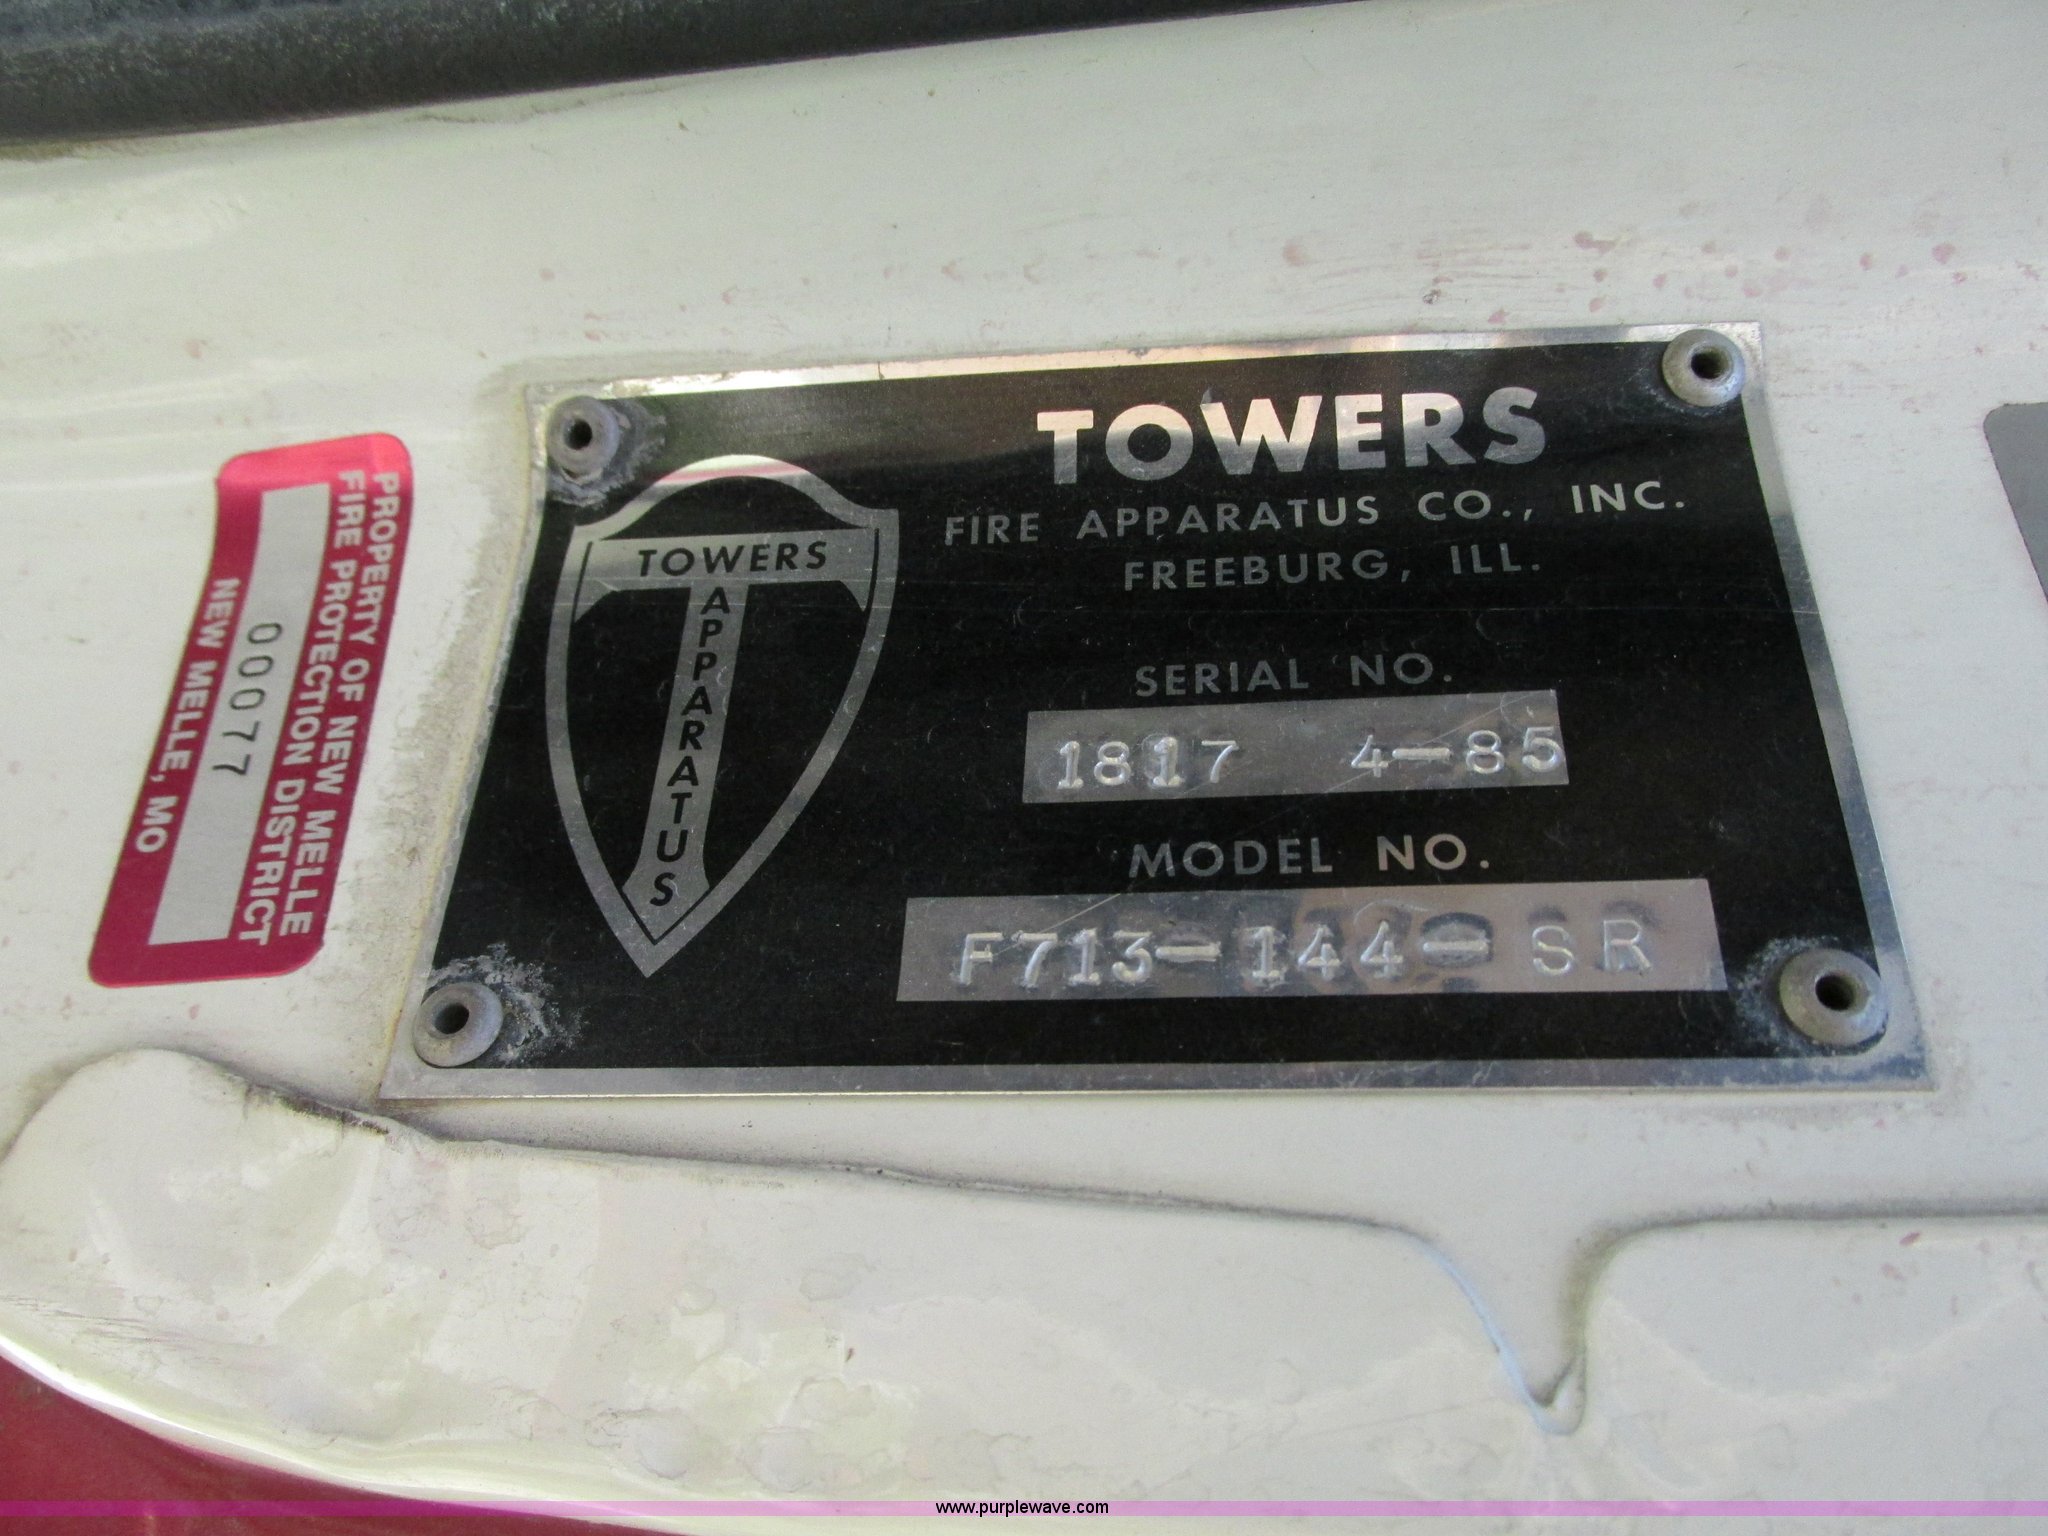 PROPERTY OF NEW MELLE
FIRE PROTECTION DISTRICT
00077
NEW MELLE, MO
TOWERS
APPARATUS
TOWERS
FIRE APPARATUS CO., INC.
FREEBURG, ILL.
SERIAL NO.
1817 4-85
MODEL NO.
F713-144-SR
www.purplewave.com